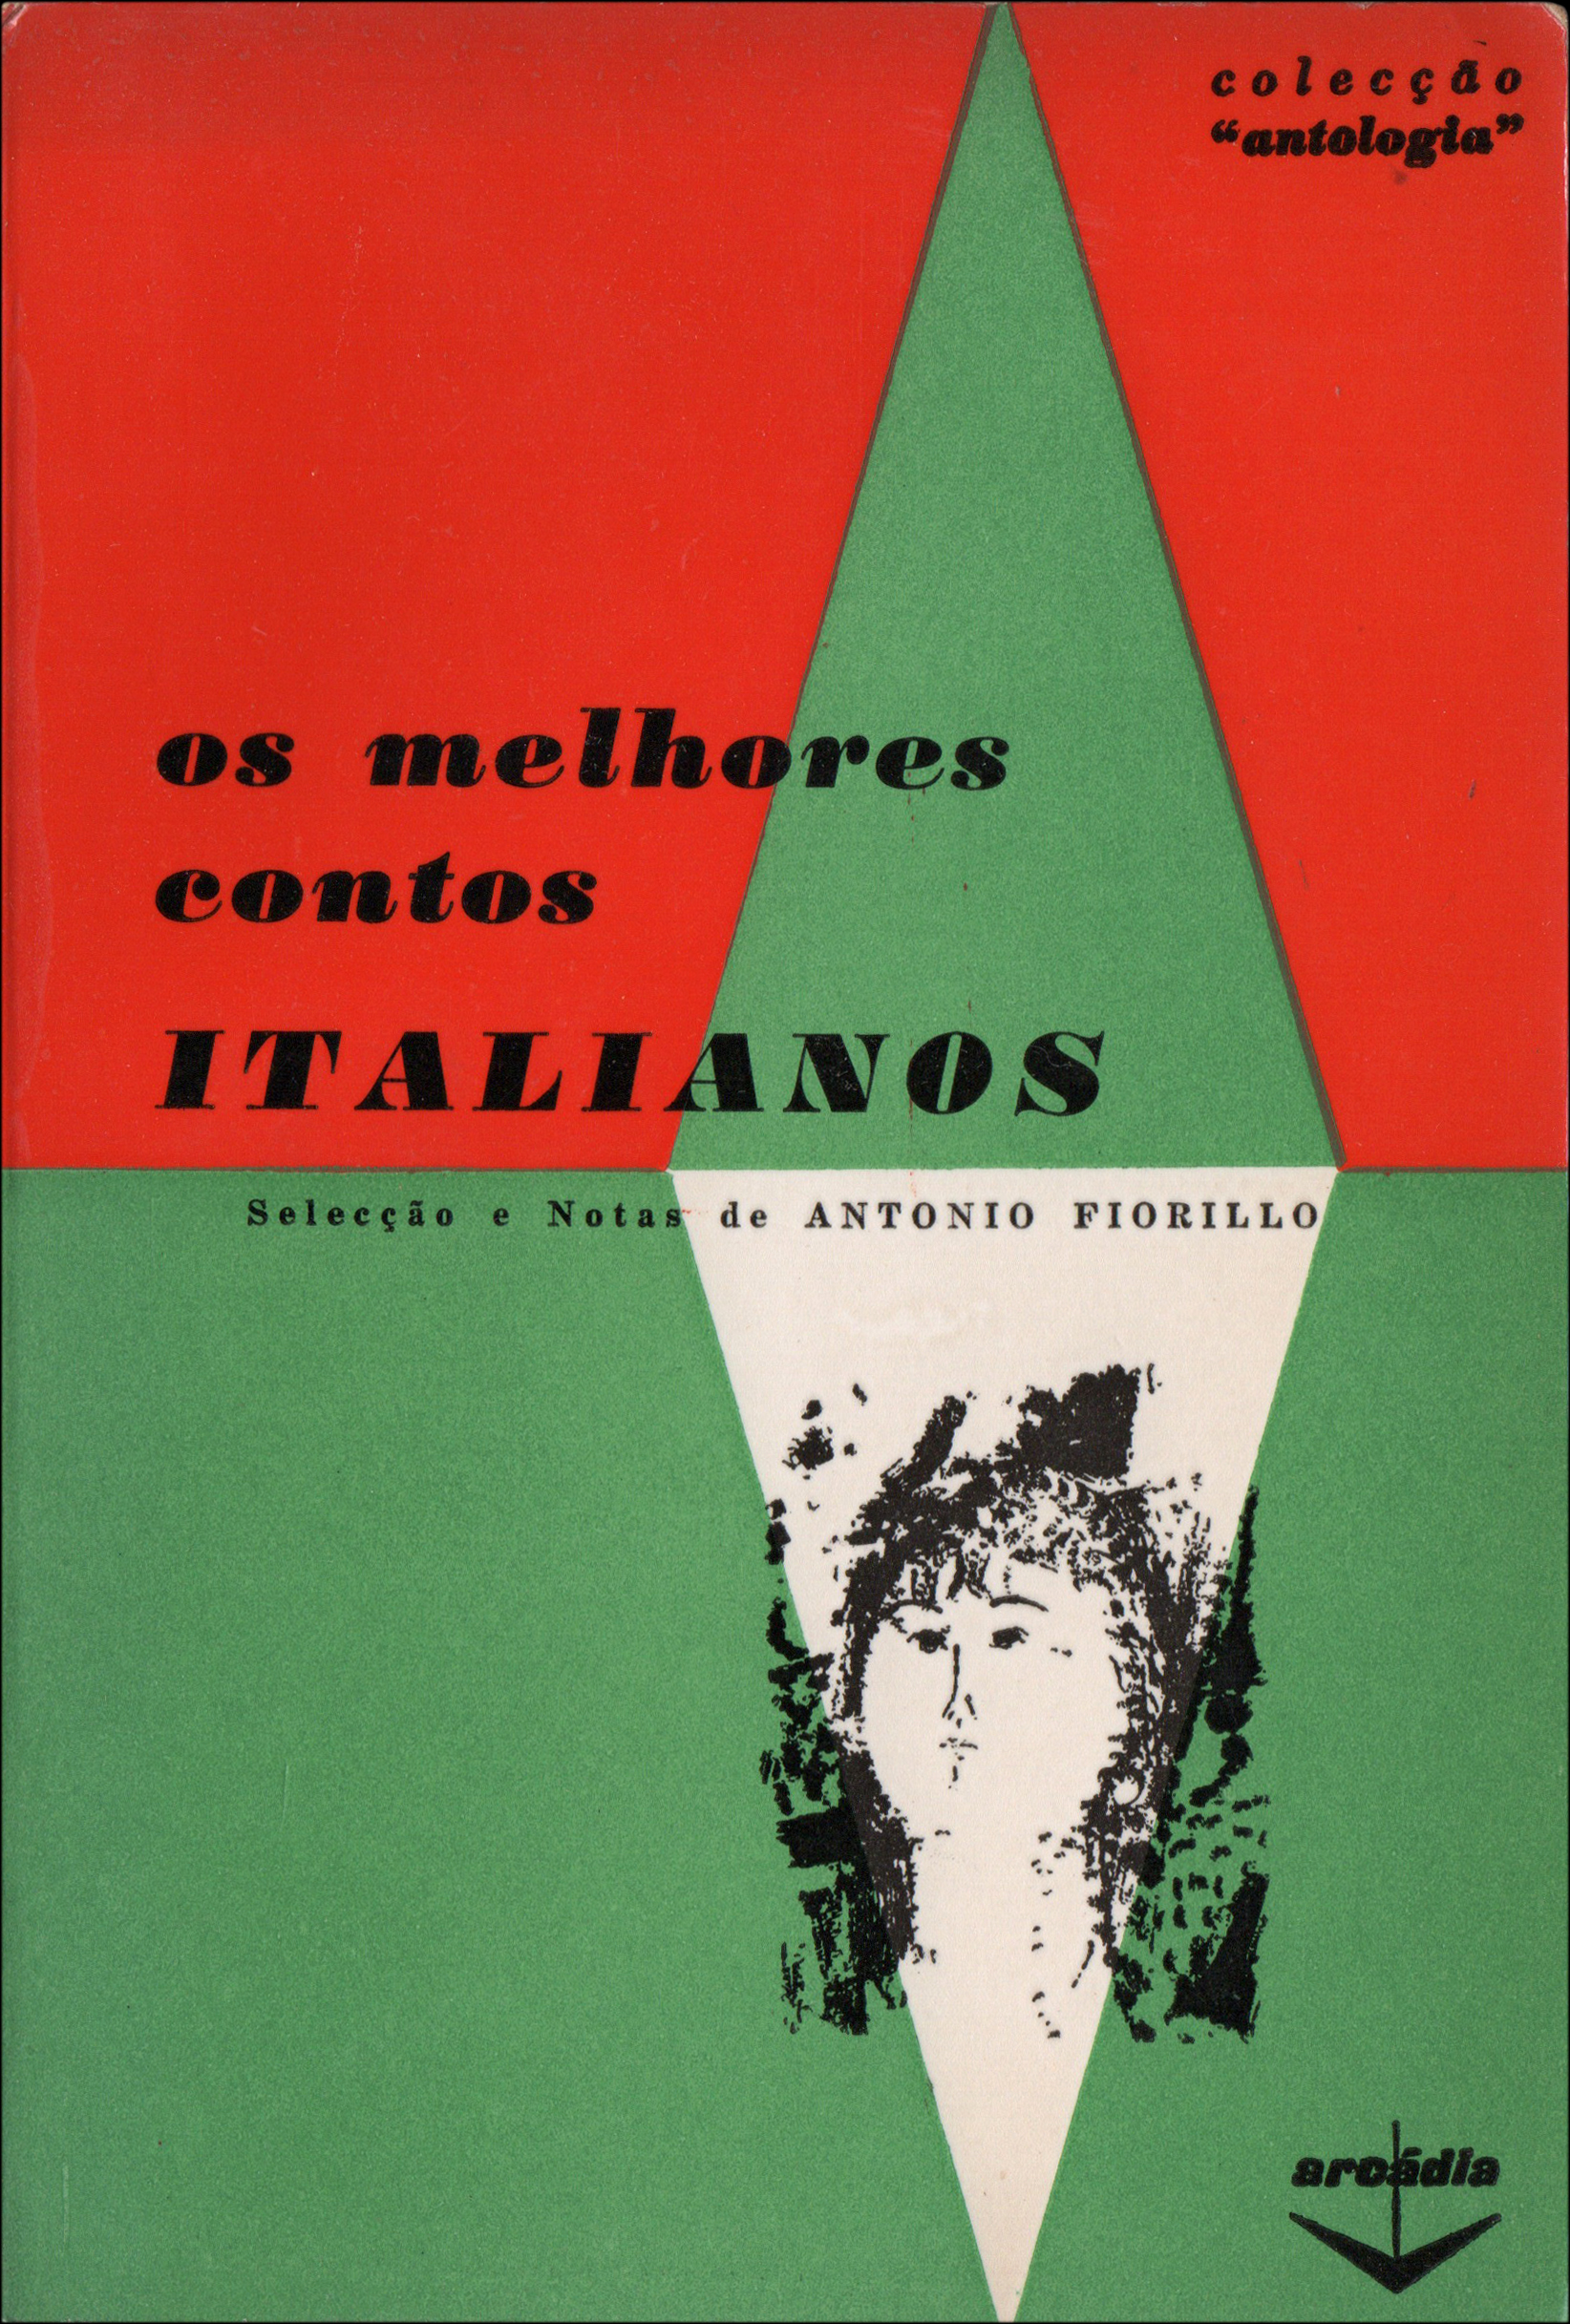 colecção
“antologia”
os melhores
contos
ITALIANOS
Selecção e Notas de ANTONIO FIORILLO
arcádia